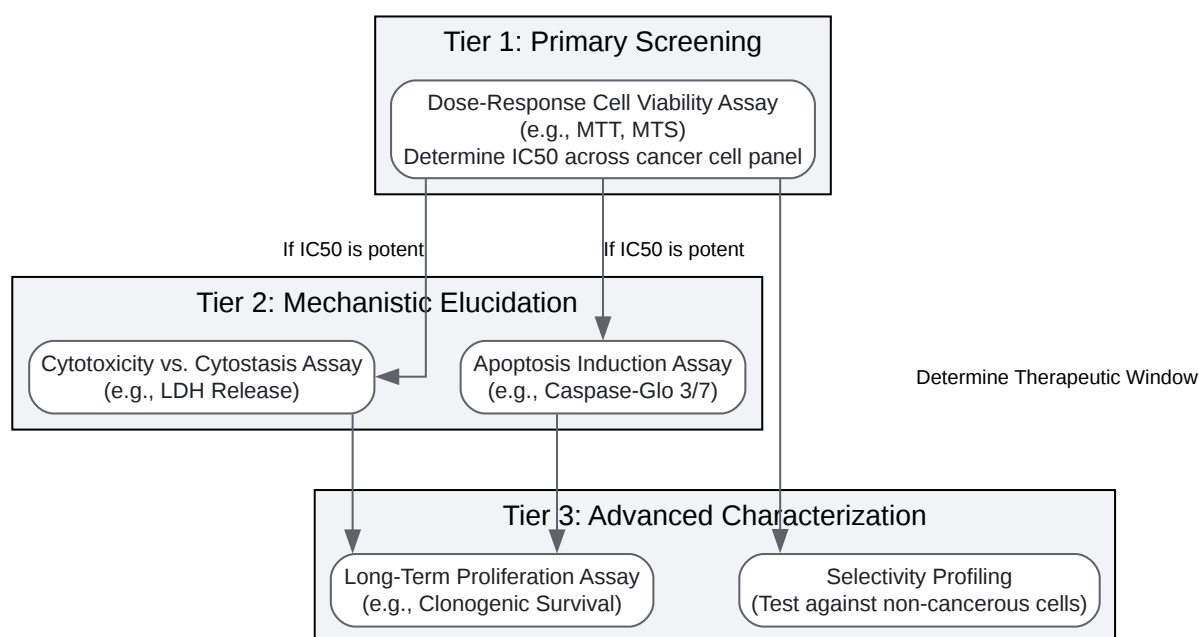 Tier 1: Primary Screening
Dose-Response Cell Viability Assay
(e.g., MTT, MTS)
Determine IC50 across cancer cell panel
If IC50 is potent
If IC50 is potent
Tier 2: Mechanistic Elucidation
Cytotoxicity vs. Cytostasis Assay
(e.g., LDH Release)
Apoptosis Induction Assay
(e.g., Caspase-Glo 3/7)
Determine Therapeutic Window
Tier 3: Advanced Characterization
Long-Term Proliferation Assay
(e.g., Clonogenic Survival)
Selectivity Profiling
(Test against non-cancerous cells)